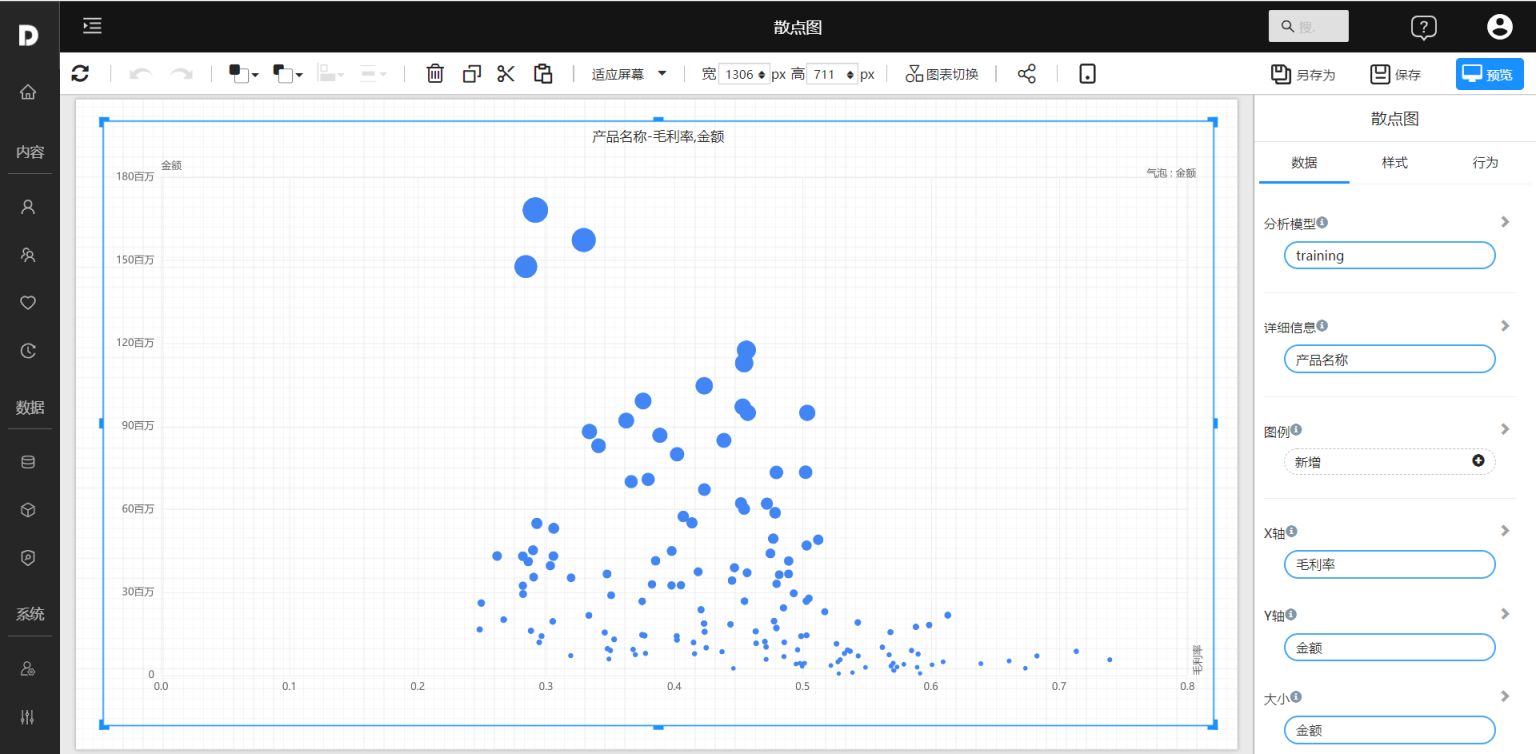 散点图
搜.
适应屏幕
宽 1306 px 高 711 px
图表切换
另存为
保存
预览
内容
数据
系统
产品名称-毛利率,金额
金额
气泡 : 金额
180百万
150百万
120百万
90百万
60百万
30百万
0
0.0 0.1 0.2 0.3 0.4 0.5 0.6 0.7 0.8
毛利率
散点图
数据 样式 行为
分析模型
training
详细信息
产品名称
图例
新增
X轴
毛利率
Y轴
金额
大小
金额